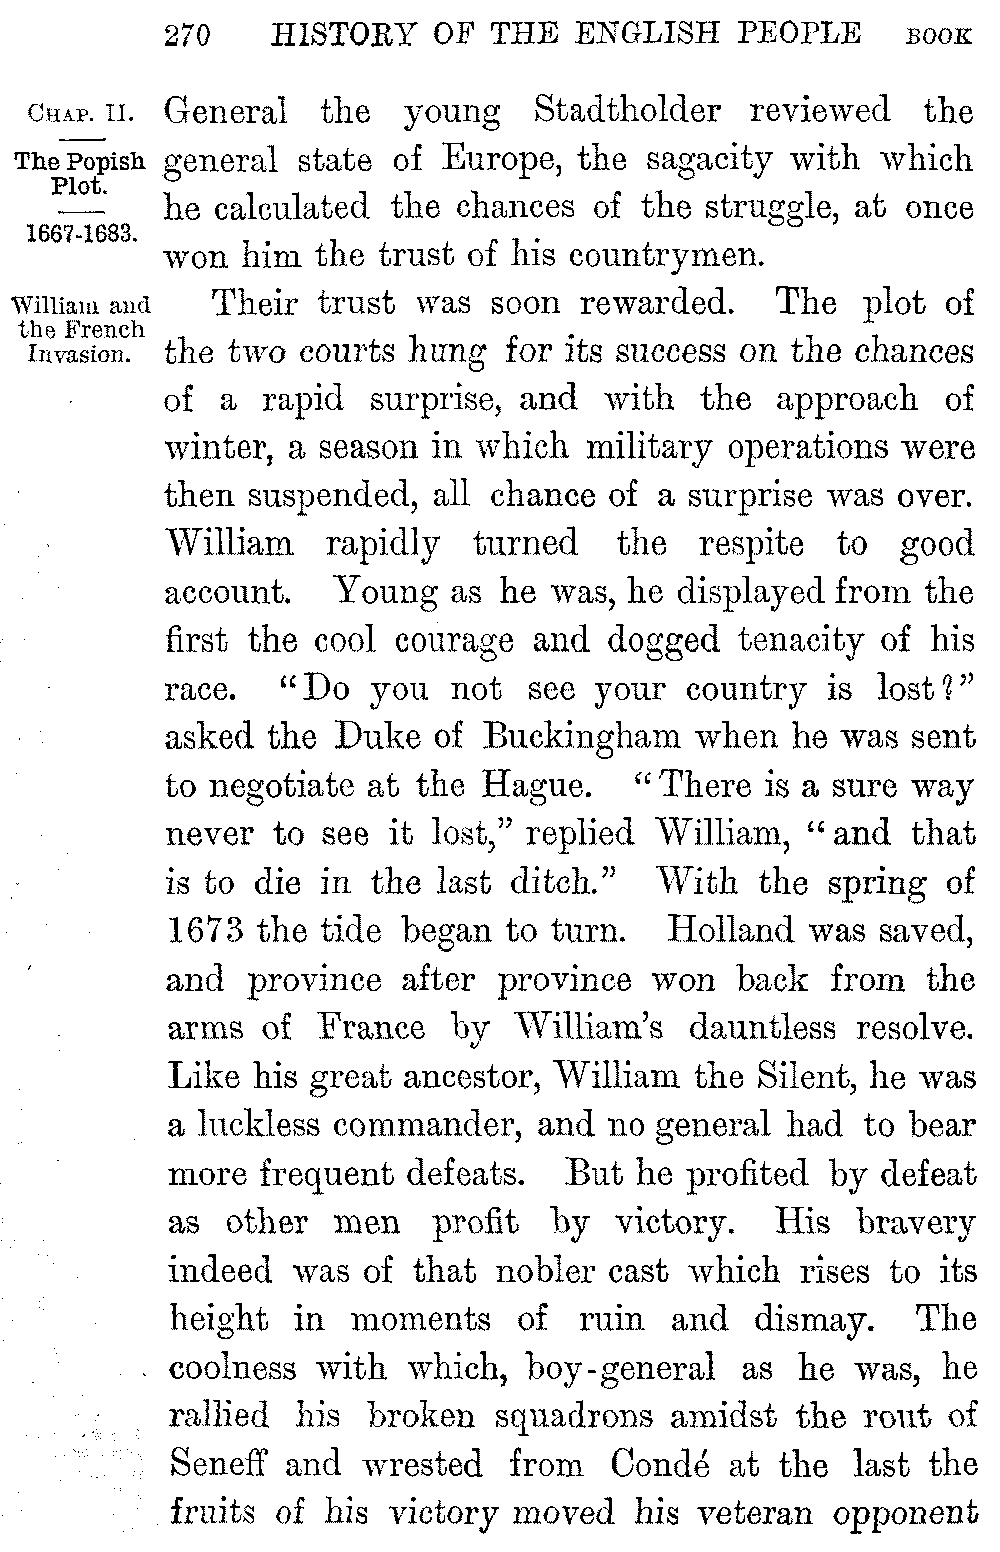 270 HISTORY OF THE ENGLISH PEOPLE BOOK
CHAP. II.
The Popish
Plot.
1667-1683.
William and
the French
Invasion.
General the young Stadtholder reviewed the
general state of Europe, the sagacity with which
he calculated the chances of the struggle, at once
won him the trust of his countrymen.
Their trust was soon rewarded. The plot of
the two courts hung for its success on the chances
of a rapid surprise, and with the approach of
winter, a season in which military operations were
then suspended, all chance of a surprise was over.
William rapidly turned the respite to good
account. Young as he was, he displayed from the
first the cool courage and dogged tenacity of his
race. “Do you not see your country is lost?”
asked the Duke of Buckingham when he was sent
to negotiate at the Hague. “There is a sure way
never to see it lost,” replied William, “and that
is to die in the last ditch.” With the spring of
1673 the tide began to turn. Holland was saved,
and province after province won back from the
arms of France by William’s dauntless resolve.
Like his great ancestor, William the Silent, he was
a luckless commander, and no general had to bear
more frequent defeats. But he profited by defeat
as other men profit by victory. His bravery
indeed was of that nobler cast which rises to its
height in moments of ruin and dismay. The
coolness with which, boy-general as he was, he
rallied his broken squadrons amidst the rout of
Seneff and wrested from Condé at the last the
fruits of his victory moved his veteran opponent